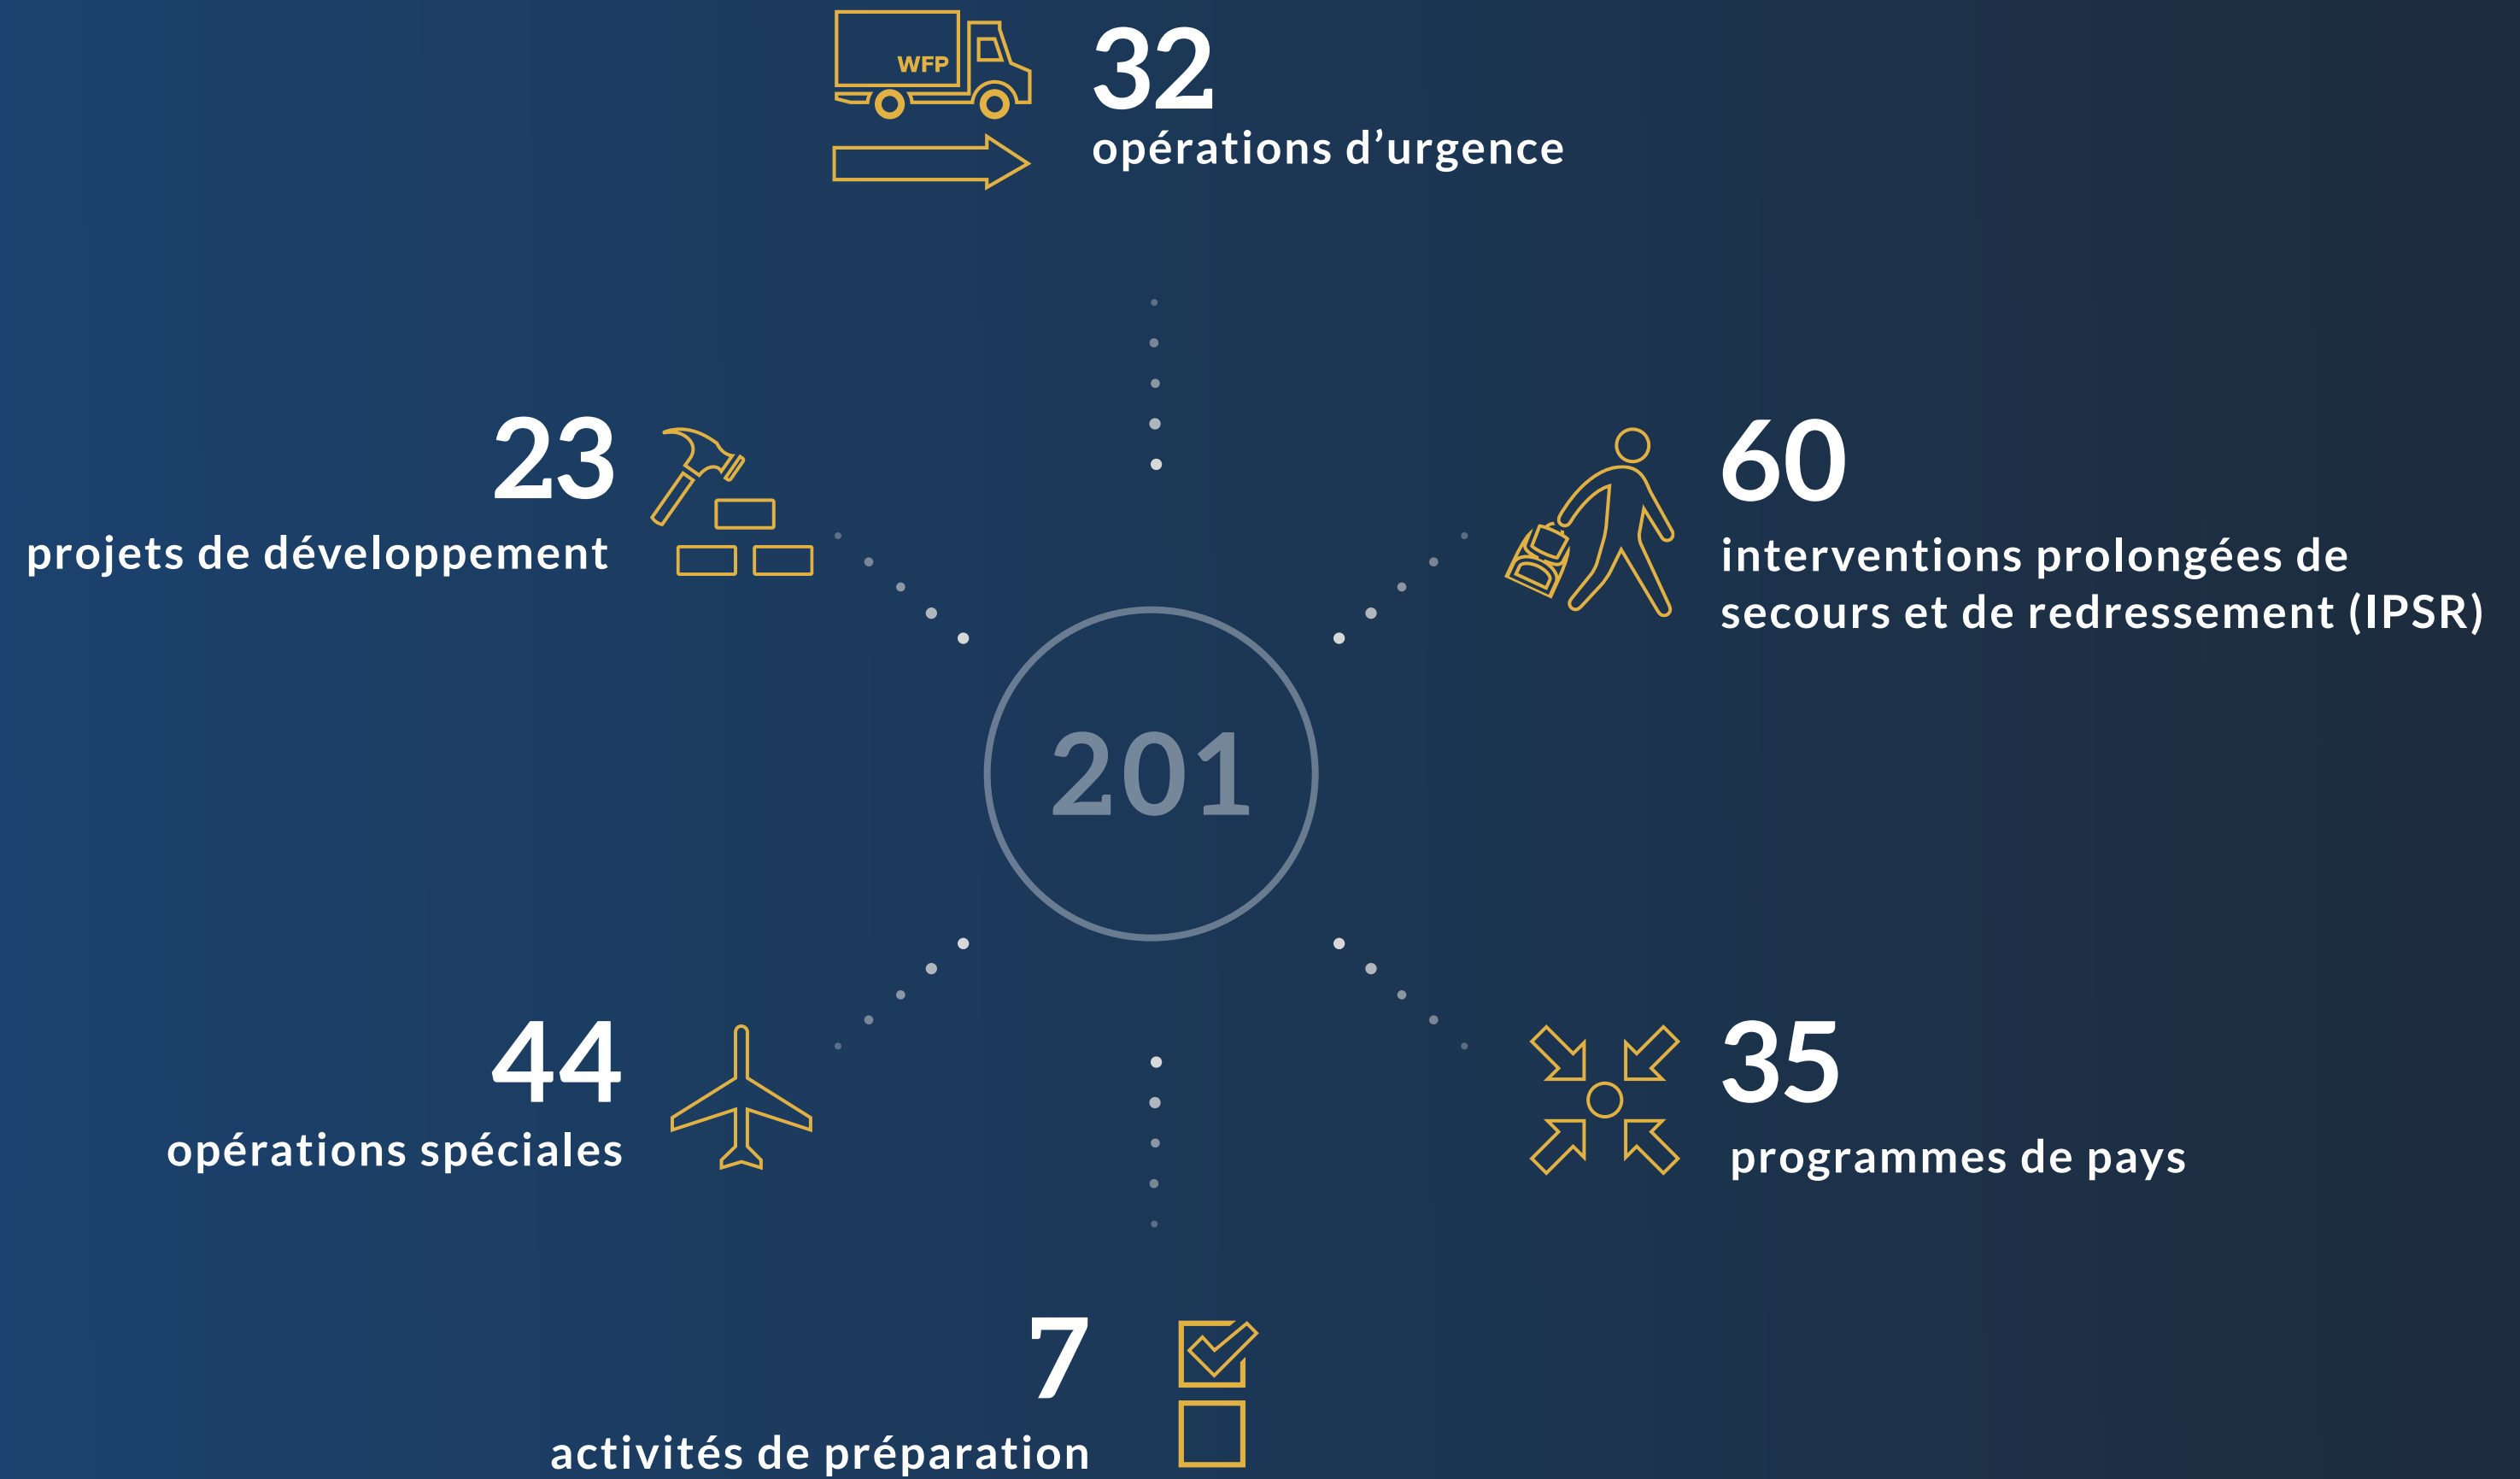 WFP
32
opérations d’urgence
23
projets de développement
60
interventions prolongées de
secours et de redressement (IPSR)
201
44
opérations spéciales
35
programmes de pays
7
activités de préparation